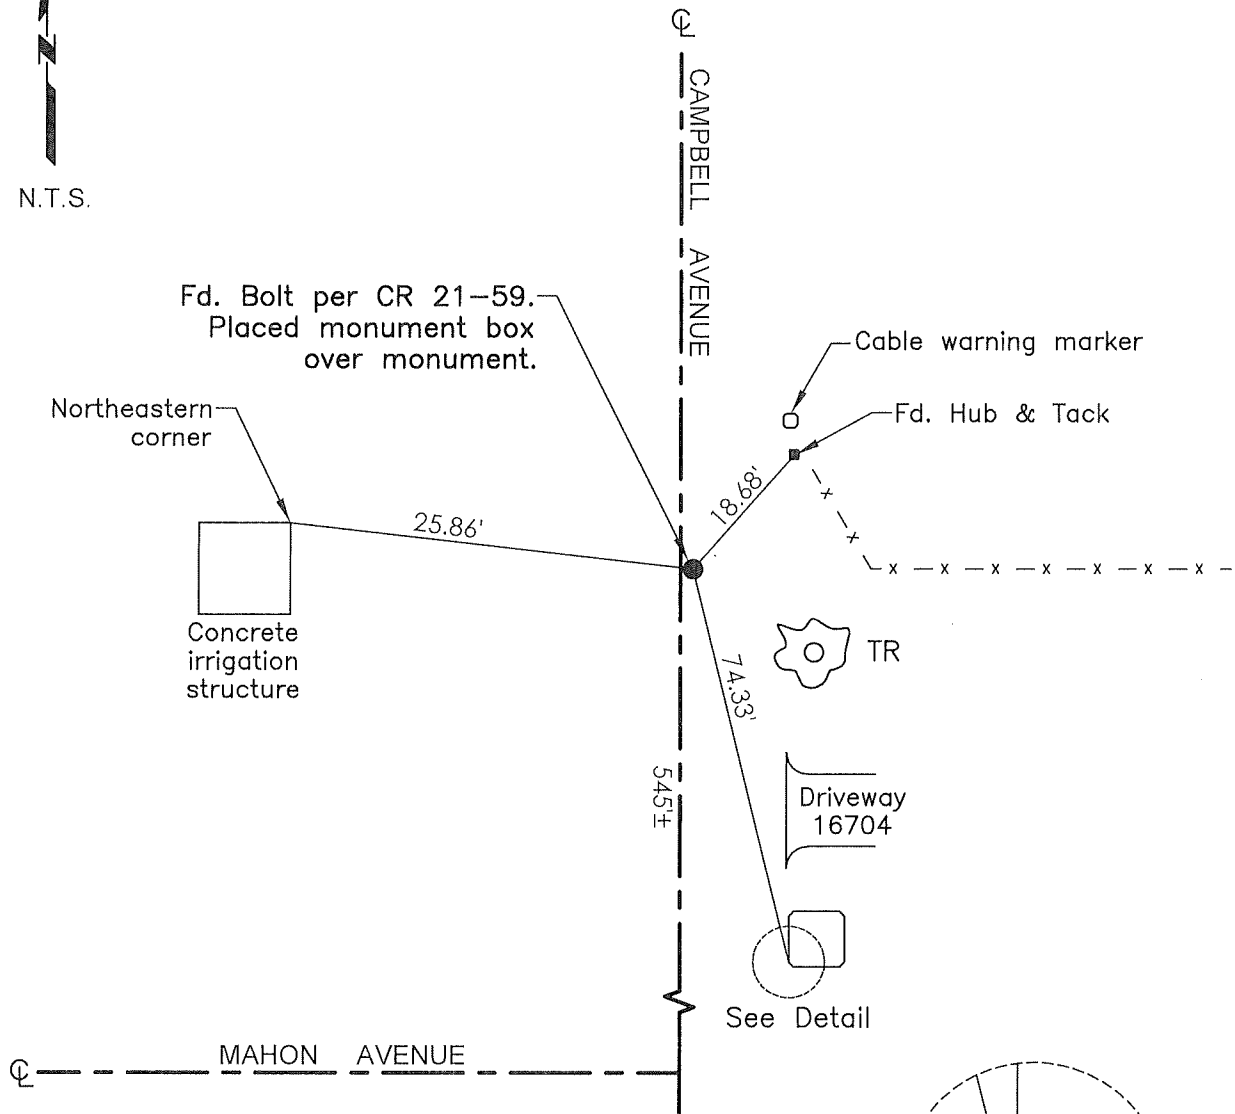 ℄
N
N.T.S.
CAMPBELL AVENUE
Fd. Bolt per CR 21-59.
Placed monument box
over monument.
Cable warning marker
Fd. Hub & Tack
Northeastern
corner
18.68'
25.86'
x
x
x x x x x x x
Concrete
irrigation
structure
TR
74.33'
545'±
Driveway
16704
See Detail
℄
MAHON AVENUE